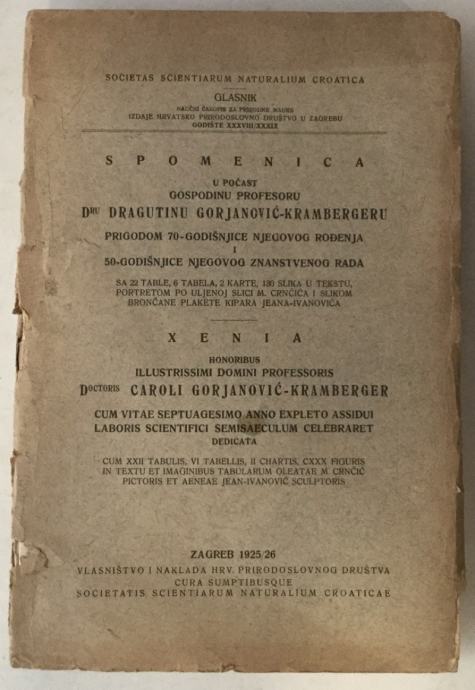 SOCIETAS SCIENTIARUM NATURALIUM CROATICA
GLASNIK
NAUČNI ČASOPIS ZA PRIRODNE NAUKE
IZDAJE HRVATSKO PRIRODOSLOVNO DRUŠTVO U ZAGREBU
GODIŠTE XXXVIII/XXXIX
SPOMENICA
U POČAST
GOSPODINU PROFESORU
DRU DRAGUTINU GORJANOVIĆ-KRAMBERGERU
PRIGODOM 70-GODIŠNJICE NJEGOVOG ROĐENJA
I
50-GODIŠNJICE NJEGOVOG ZNANSTVENOG RADA
SA 22 TABLE, 6 TABELA, 2 KARTE, 130 SLIKA U TEKSTU,
PORTRETOM PO ULJENOJ SLICI M. CRNČIĆA I SLIKOM
BRONČANE PLAKETE KIPARA JEANA-IVANOVIĆA
XENIA
HONORIBUS
ILLUSTRISSIMI DOMINI PROFESSORIS
DOCTORIS CAROLI GORJANOVIĆ-KRAMBERGER
CUM VITAE SEPTUAGESIMO ANNO EXPLETO ASSIDUI
LABORIS SCIENTIFICI SEMISAECULUM CELEBRARET
DEDICATA
CUM XXII TABULIS, VI TABELLIS, II CHARTIS, CXXX FIGURIS
IN TEXTU ET IMAGINIBUS TABULARUM OLEATAE M. CRNČIĆ
PICTORIS ET AENEAE JEAN-IVANOVIĆ SCULPTORIS
ZAGREB 1925/26
VLASNIŠTVO I NAKLADA HRV. PRIRODOSLOVNOG DRUŠTVA
CURA SUMPTIBUSQUE
SOCIETATIS SCIENTIARUM NATURALIUM CROATICAE